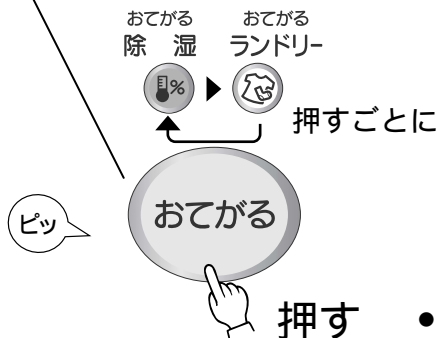 おてがる おてがる
除 湿 ランドリー
%
押すごとに
おてがる
ピッ
押す •